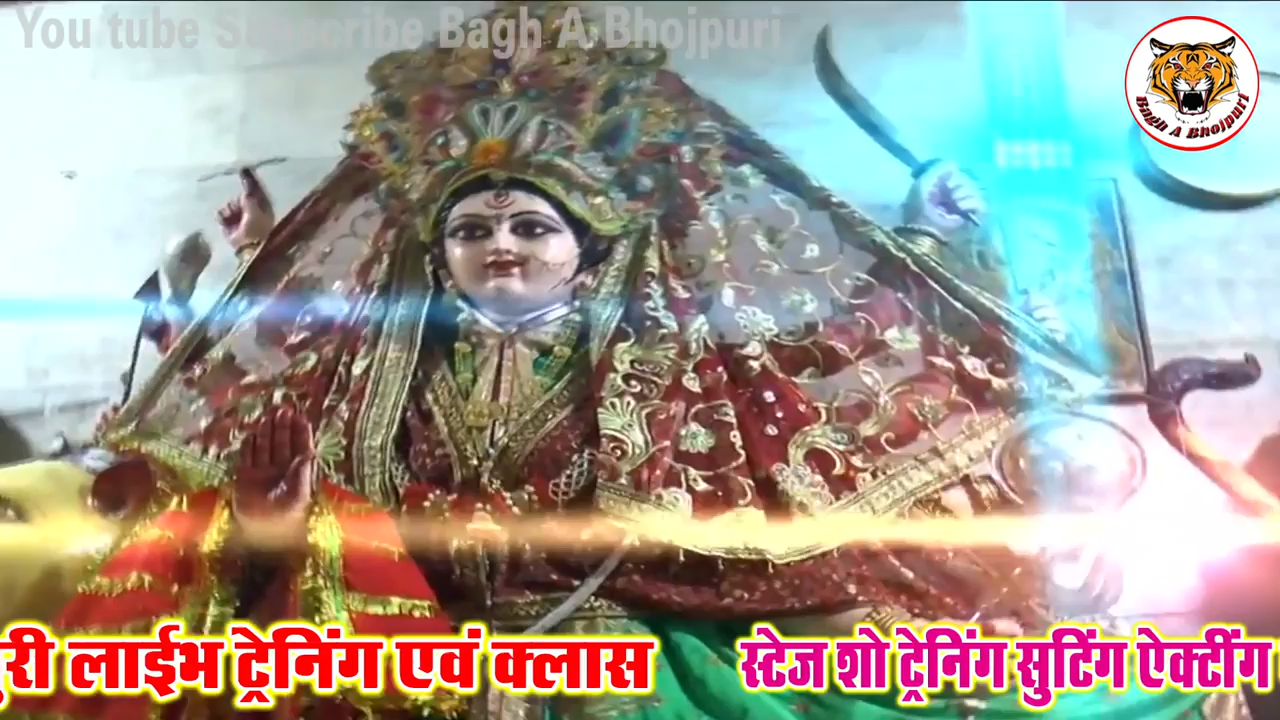 You tube Subscribe Bagh A Bhojpuri
Bagh A Bhojpuri
री लाईभ ट्रेनिंग एवं क्लास
स्टेज शो ट्रेनिंग सुटिंग ऐक्टींग